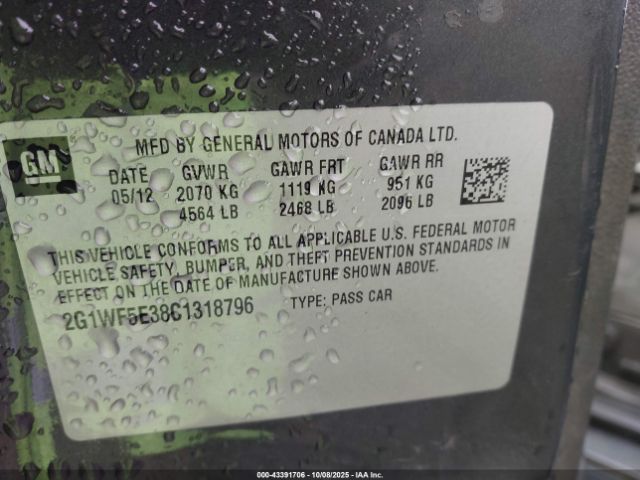 GM
MFD BY GENERAL MOTORS OF CANADA LTD.
DATE GVWR GAWR FRT GAWR RR
05/12 2070 KG 1119 KG 951 KG
4564 LB 2468 LB 2096 LB
THIS VEHICLE CONFORMS TO ALL APPLICABLE U.S. FEDERAL MOTOR
VEHICLE SAFETY, BUMPER, AND THEFT PREVENTION STANDARDS IN
EFFECT ON THE DATE OF MANUFACTURE SHOWN ABOVE.
2G1WF5E38C1318796 TYPE: PASS CAR
000-43391706 - 10/08/2025 - IAA Inc.